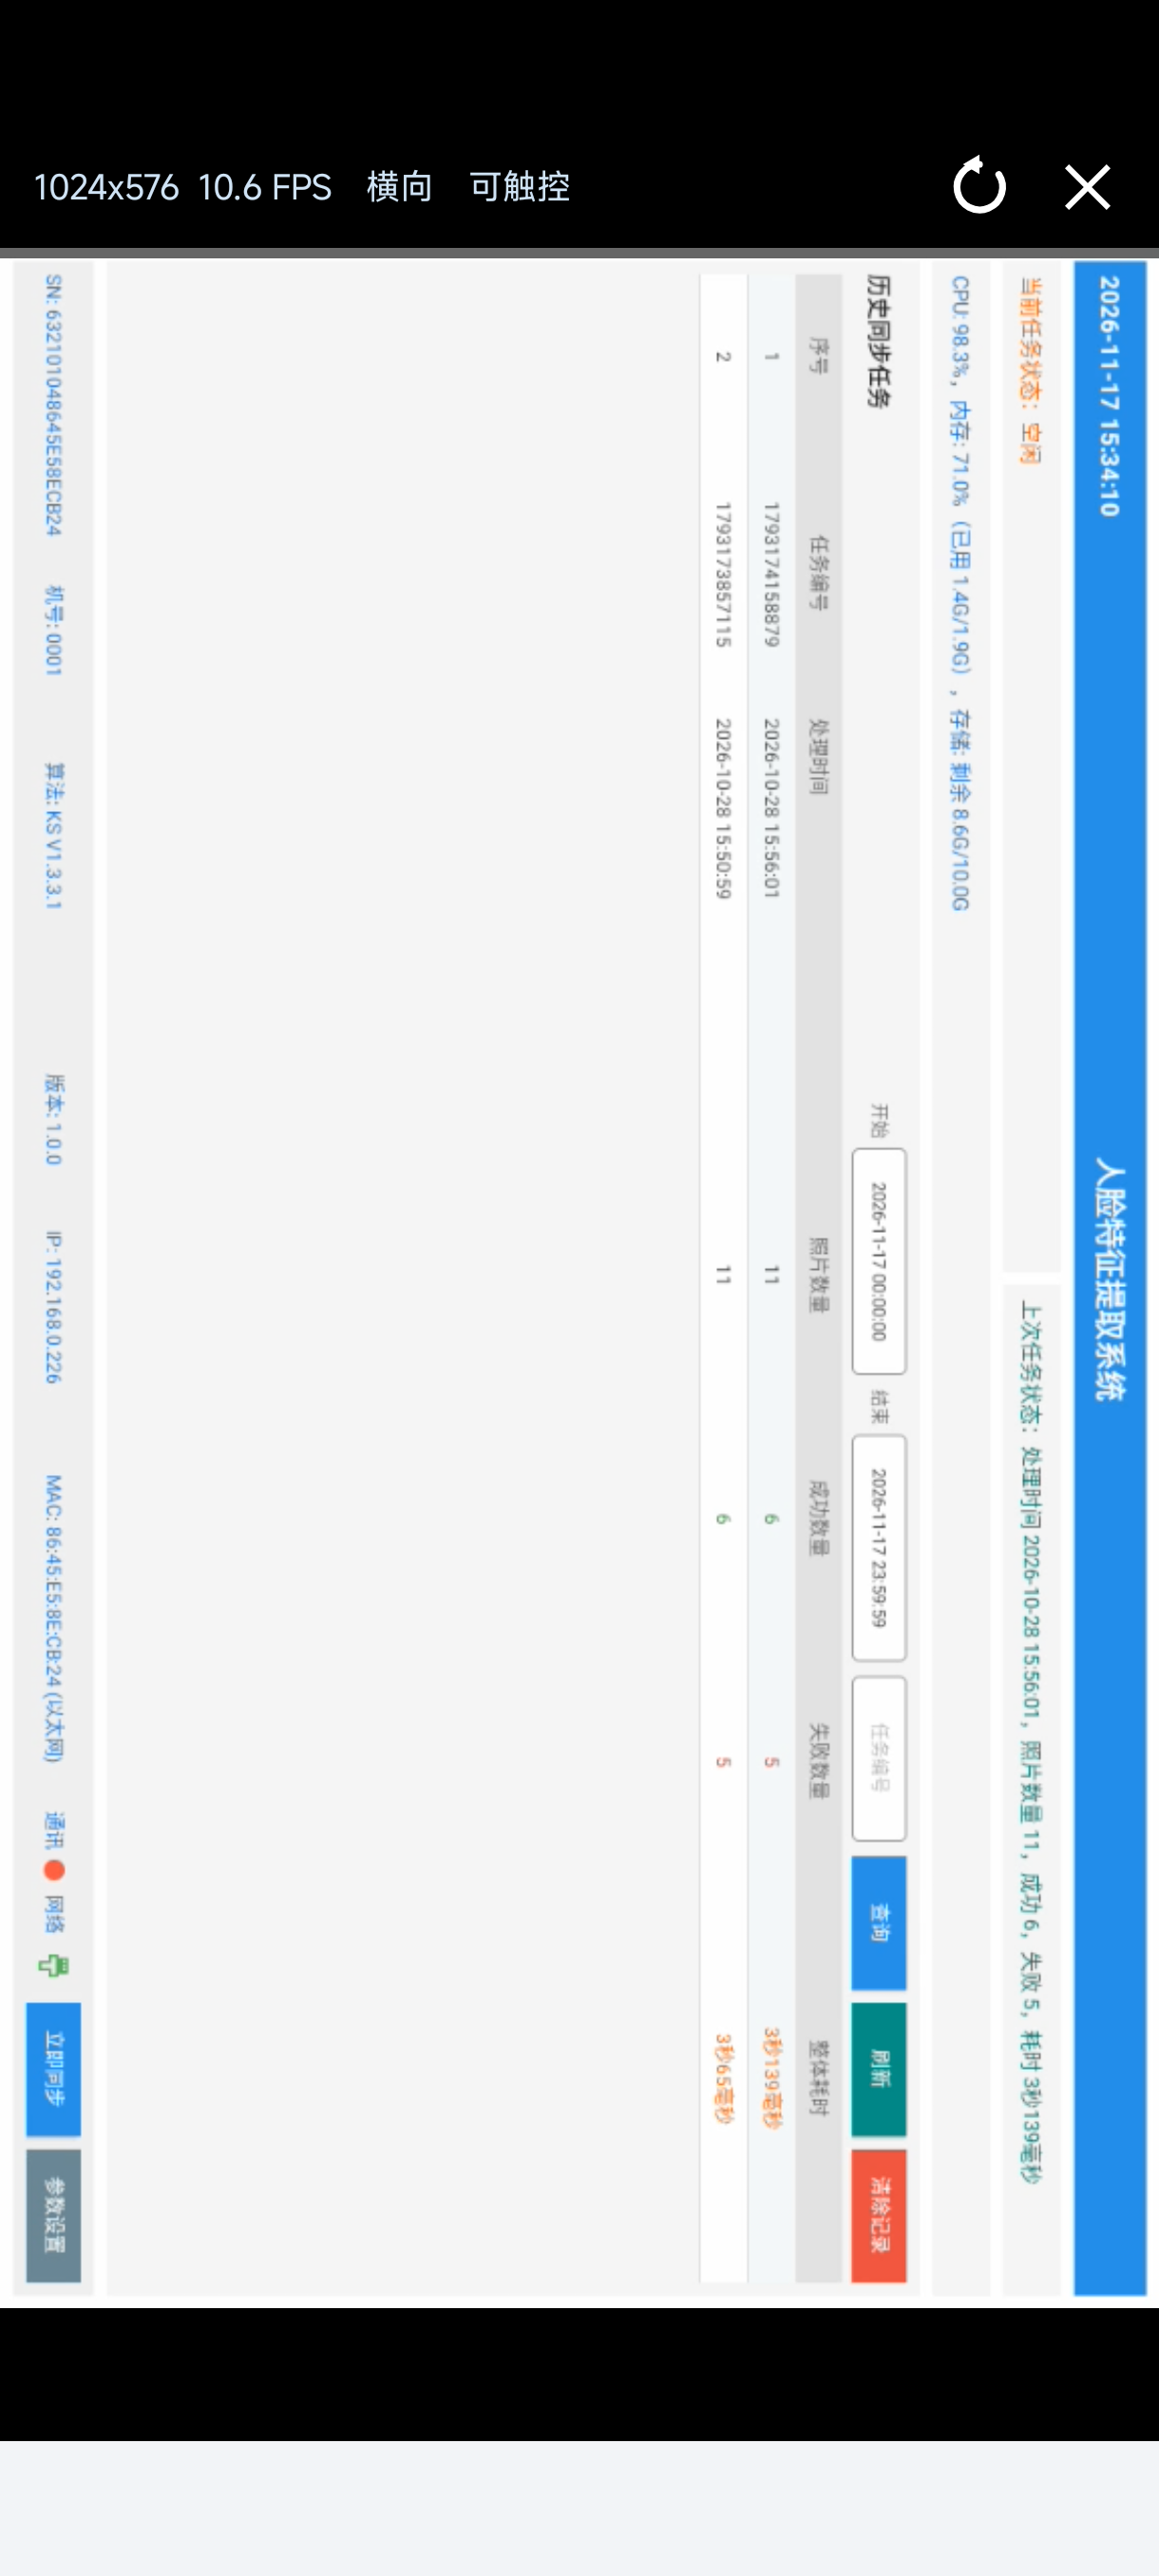 1024x576 10.6 FPS 横向 可触控
2026-11-17 15:34:10 人脸特征提取系统
当前任务状态：空闲 上次任务状态：处理时间 2026-10-28 15:56:01，照片数量 11，成功 6，失败 5，耗时 3秒139毫秒
CPU: 98.3%，内存: 71.0%（已用 1.4G/1.9G），存储: 剩余 8.6G/10.0G
历史同步任务 开始 2026-11-17 00:00:00 结束 2026-11-17 23:59:59 任务编号 查询 刷新 清除记录
序号 任务编号 处理时间 照片数量 成功数量 失败数量 整体耗时
1 1793174158879 2026-10-28 15:56:01 11 6 5 3秒139毫秒
2 1793173857115 2026-10-28 15:50:59 11 6 5 3秒65毫秒
SN: 632101048645E58ECB24 机号: 0001 算法: KS V1.3.3.1 版本: 1.0.0 IP: 192.168.0.226 MAC: 86:45:E5:8E:CB:24 (以太网) 通讯 网络 立即同步 参数设置